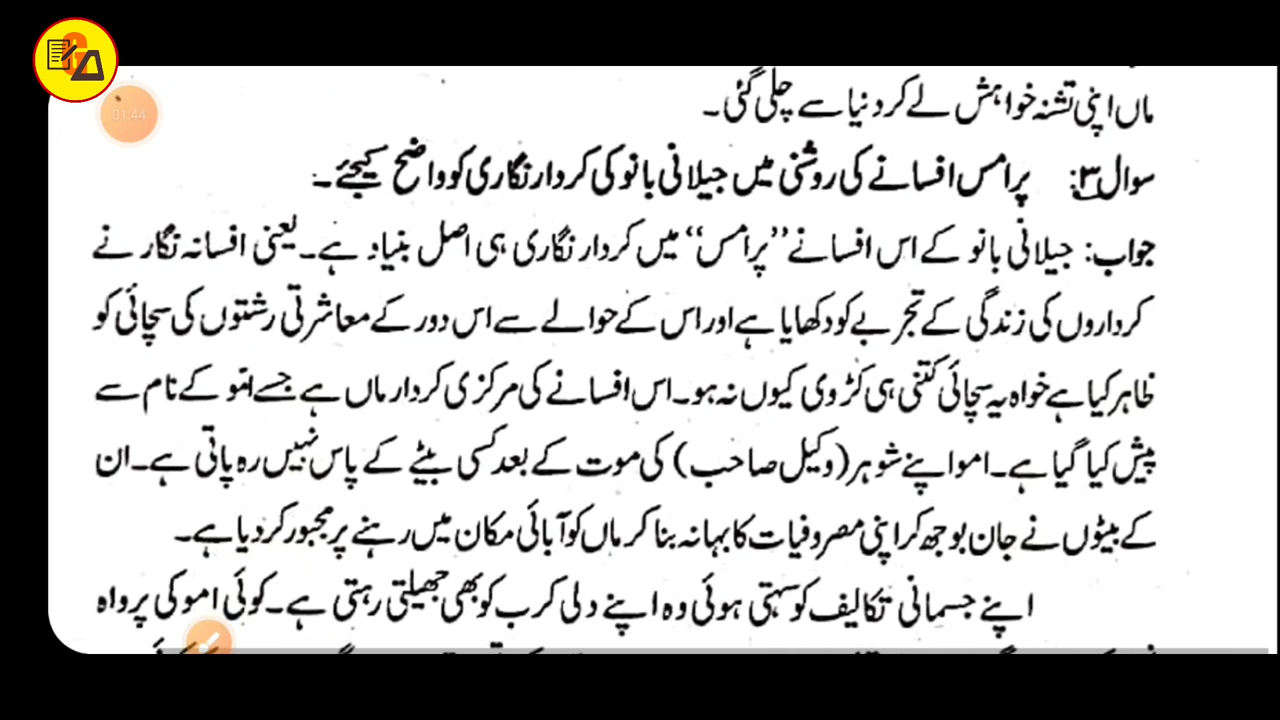 01:44
ماں اپنی تشنہ خواہش لے کر دنیا سے چلی گئی۔
سوال ۳: پرامس افسانے کی روشنی میں جیلانی بانو کی کردار نگاری کو واضح کیجئے۔
جواب: جیلانی بانو کے اس افسانے ”پرامس“ میں کردار نگاری ہی اصل بنیاد ہے۔ یعنی افسانہ نگار نے
کرداروں کی زندگی کے تجربے کو دکھایا ہے اور اس کے حوالے سے اس دور کے معاشرتی رشتوں کی سچائی کو
ظاہر کیا ہے خواہ یہ سچائی کتنی ہی کڑوی کیوں نہ ہو۔ اس افسانے کی مرکزی کردار ماں ہے جسے امّو کے نام سے
پیش کیا گیا ہے۔ امو اپنے شوہر (وکیل صاحب) کی موت کے بعد کسی بیٹے کے پاس نہیں رہ پاتی ہے۔ ان
کے بیٹوں نے جان بوجھ کر اپنی مصروفیات کا بہانہ بنا کر ماں کو آبائی مکان میں رہنے پر مجبور کر دیا ہے۔
اپنے جسمانی تکالیف کو سہتی ہوئی وہ اپنے دلی کرب کو بھی جھیلتی رہتی ہے۔ کوئی امو کی پرواہ